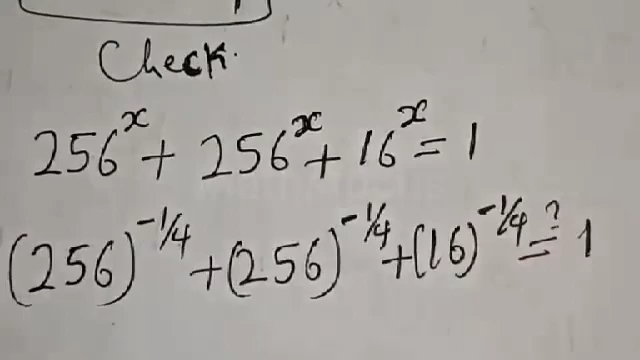 Check.
256^x + 256^x + 16^x = 1
(256)^{-1/4} + (256)^{-1/4} + (16)^{-1/4} ≟ 1